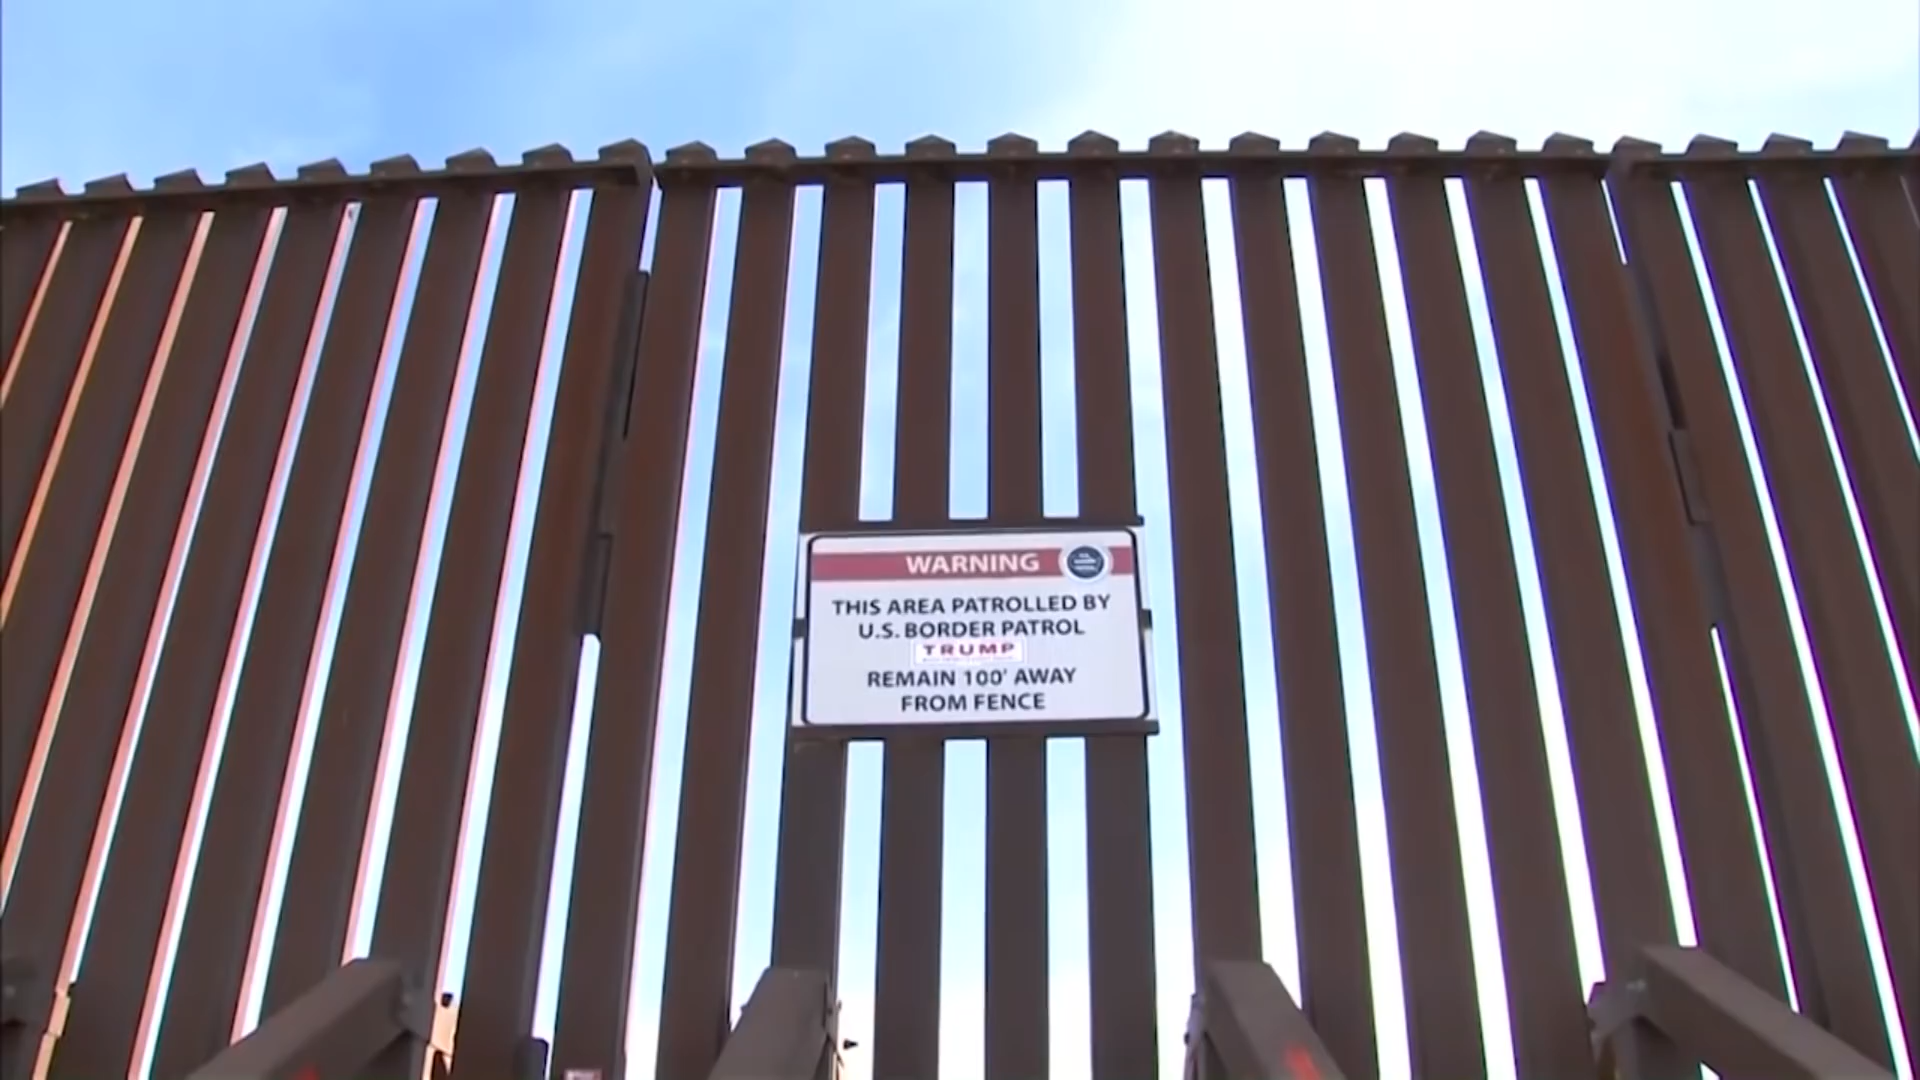 WARNING
THIS AREA PATROLLED BY
U.S. BORDER PATROL
TRUMP
REMAIN 100' AWAY
FROM FENCE